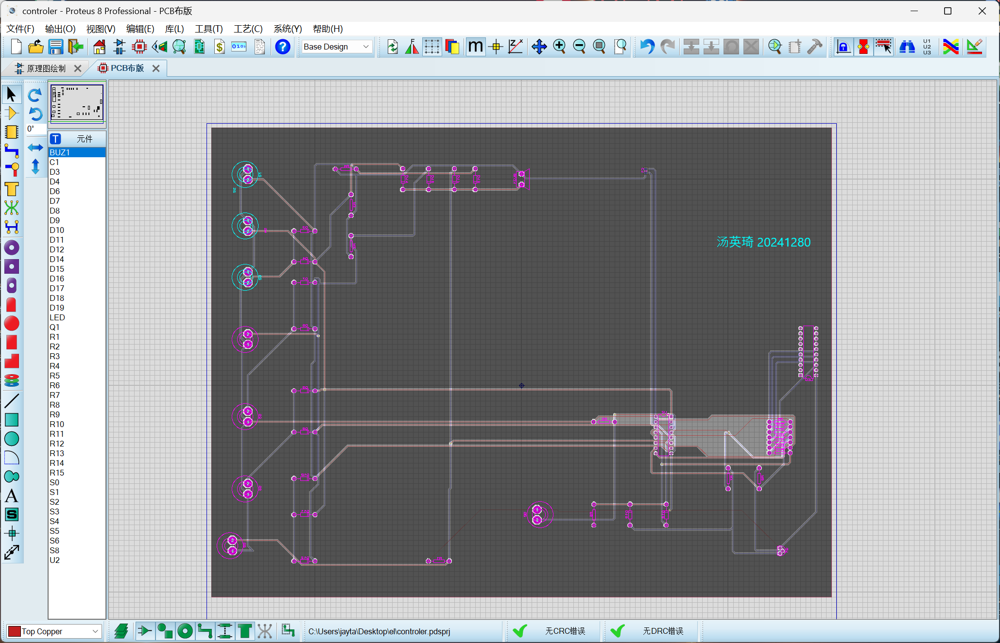 controler - Proteus 8 Professional - PCB布版
文件(F) 输出(O) 视图(V) 编辑(E) 库(L) 工具(T) 工艺(C) 系统(Y) 帮助(H)
Base Design
原理图绘制
PCB布版
0°
元件
BUZ1
C1
D3
D4
D6
D7
D8
D9
D10
D11
D12
D14
D15
D16
D17
D18
D19
LED
Q1
R1
R2
R3
R4
R5
R6
R7
R8
R9
R10
R11
R12
R13
R14
R15
S0
S1
S2
S3
S4
S5
S6
S8
U2
汤英琦 20241280
Top Copper
C:\Users\jayta\Desktop\el\controler.pdsprj
无CRC错误
无DRC错误